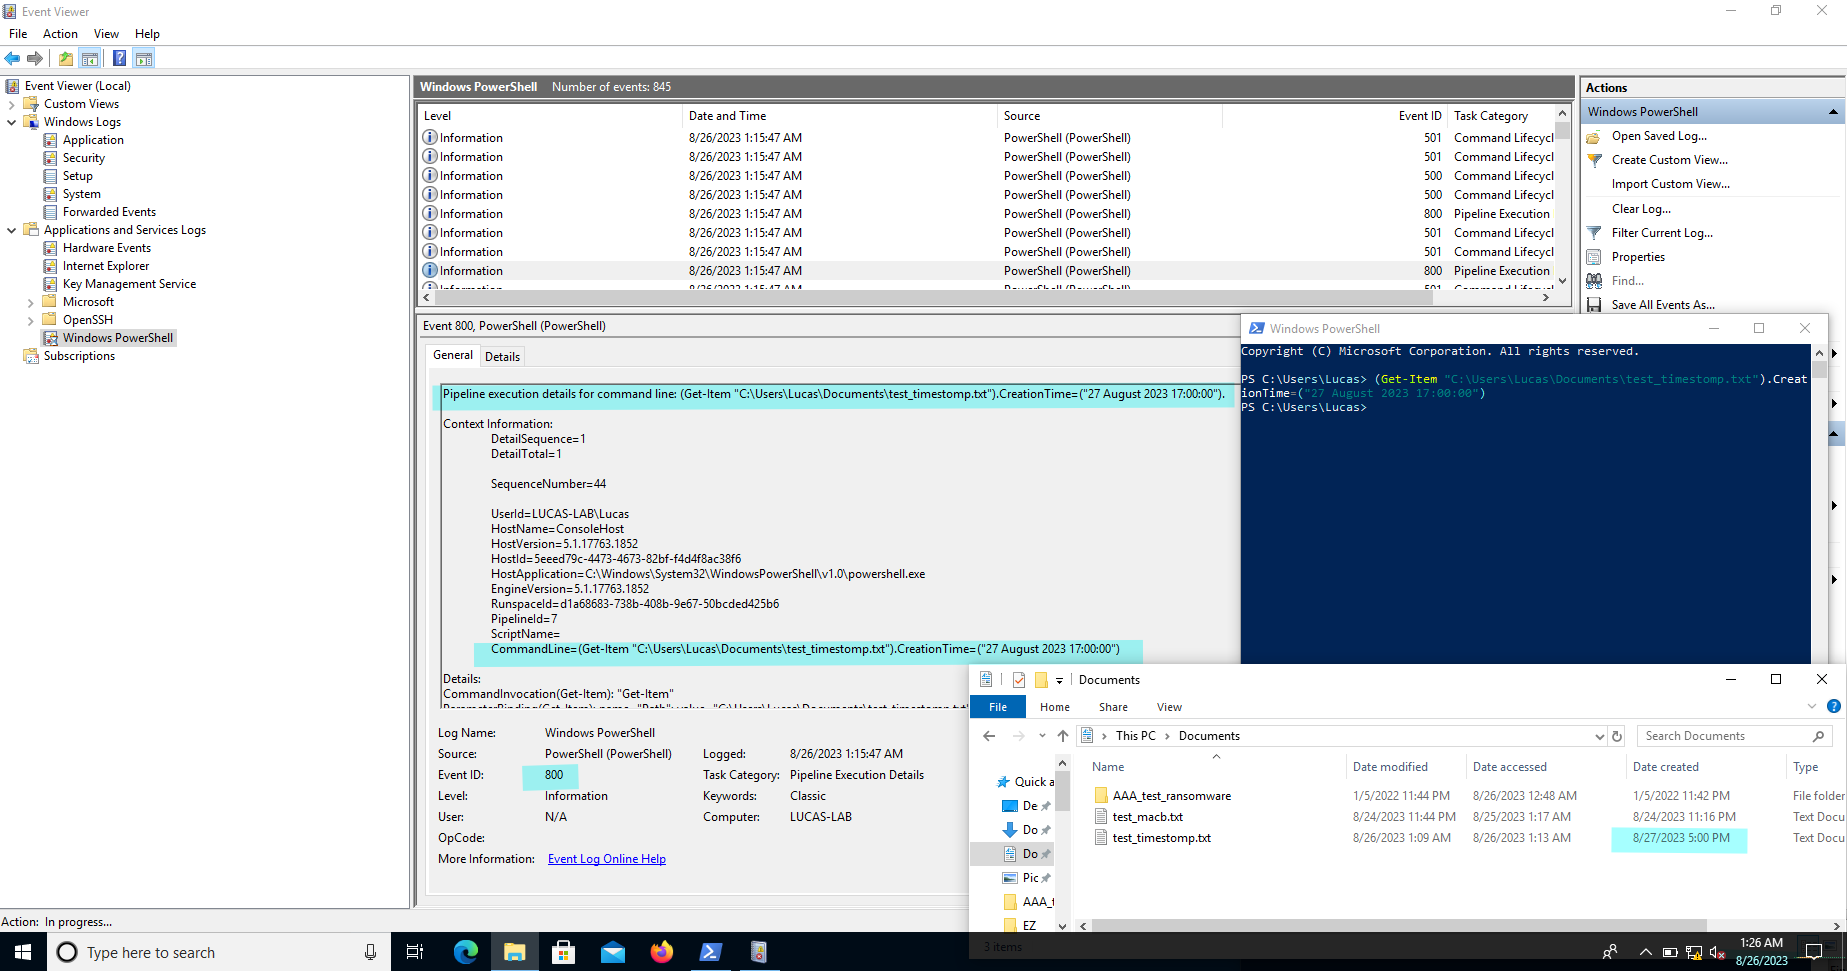 Event Viewer
File Action View Help
Event Viewer (Local)
Custom Views
Windows Logs
Application
Security
Setup
System
Forwarded Events
Applications and Services Logs
Hardware Events
Internet Explorer
Key Management Service
Microsoft
OpenSSH
Windows PowerShell
Subscriptions
Windows PowerShell Number of events: 845
Level Date and Time Source Event ID Task Category
Information 8/26/2023 1:15:47 AM PowerShell (PowerShell) 501 Command Lifecycl
Information 8/26/2023 1:15:47 AM PowerShell (PowerShell) 501 Command Lifecycl
Information 8/26/2023 1:15:47 AM PowerShell (PowerShell) 500 Command Lifecycl
Information 8/26/2023 1:15:47 AM PowerShell (PowerShell) 500 Command Lifecycl
Information 8/26/2023 1:15:47 AM PowerShell (PowerShell) 800 Pipeline Execution
Information 8/26/2023 1:15:47 AM PowerShell (PowerShell) 501 Command Lifecycl
Information 8/26/2023 1:15:47 AM PowerShell (PowerShell) 501 Command Lifecycl
Information 8/26/2023 1:15:47 AM PowerShell (PowerShell) 800 Pipeline Execution
Event 800, PowerShell (PowerShell)
General Details
Pipeline execution details for command line: (Get-Item "C:\Users\Lucas\Documents\test_timestomp.txt").CreationTime=("27 August 2023 17:00:00").
Context Information:
DetailSequence=1
DetailTotal=1
SequenceNumber=44
UserId=LUCAS-LAB\Lucas
HostName=ConsoleHost
HostVersion=5.1.17763.1852
HostId=5eeed79c-4473-4673-82bf-f4d4f8ac38f6
HostApplication=C:\Windows\System32\WindowsPowerShell\v1.0\powershell.exe
EngineVersion=5.1.17763.1852
RunspaceId=d1a68683-738b-408b-9e67-50bcded425b6
PipelineId=7
ScriptName=
CommandLine=(Get-Item "C:\Users\Lucas\Documents\test_timestomp.txt").CreationTime=("27 August 2023 17:00:00")
Details:
CommandInvocation(Get-Item): "Get-Item"
Log Name: Windows PowerShell
Source: PowerShell (PowerShell) Logged: 8/26/2023 1:15:47 AM
Event ID: 800 Task Category: Pipeline Execution Details
Level: Information Keywords: Classic
User: N/A Computer: LUCAS-LAB
OpCode:
More Information: Event Log Online Help
Actions
Windows PowerShell
Open Saved Log...
Create Custom View...
Import Custom View...
Clear Log...
Filter Current Log...
Properties
Find...
Save All Events As...
Windows PowerShell
Copyright (C) Microsoft Corporation. All rights reserved.
PS C:\Users\Lucas> (Get-Item "C:\Users\Lucas\Documents\test_timestomp.txt").Creat
ionTime=("27 August 2023 17:00:00")
PS C:\Users\Lucas>
Documents
File Home Share View
This PC Documents Search Documents
Quick a
De
Do
Do
Pic
AAA_t
EZ
Name Date modified Date accessed Date created Type
AAA_test_ransomware 1/5/2022 11:44 PM 8/26/2023 12:48 AM 1/5/2022 11:42 PM File folder
test_macb.txt 8/24/2023 11:44 PM 8/25/2023 1:17 AM 8/24/2023 11:16 PM Text Docu
test_timestomp.txt 8/26/2023 1:09 AM 8/26/2023 1:13 AM 8/27/2023 5:00 PM Text Docu
3 items
Action: In progress...
Type here to search
1:26 AM
8/26/2023